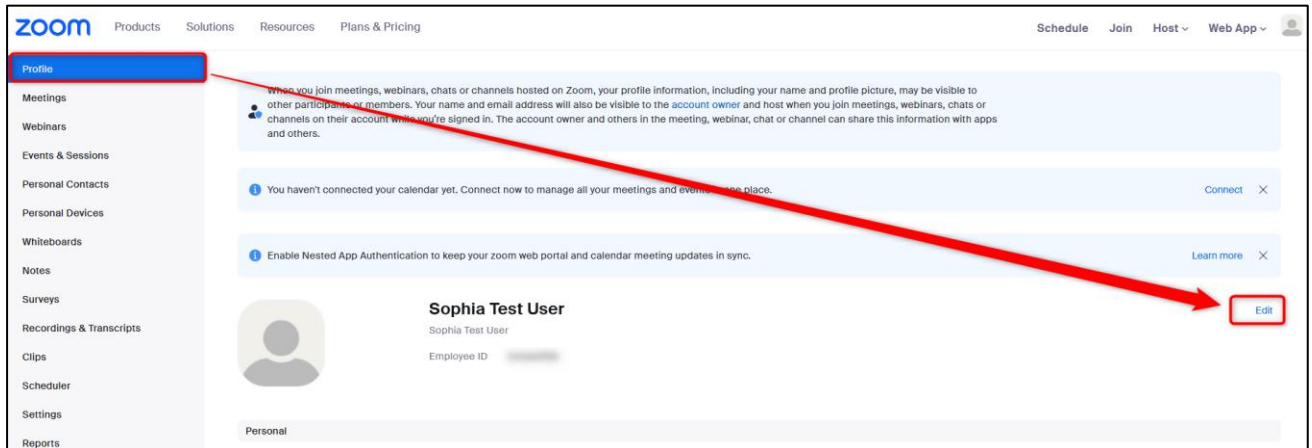 zoom Products Solutions Resources Plans & Pricing Schedule Join Host Web App
Profile
Meetings
Webinars
Events & Sessions
Personal Contacts
Personal Devices
Whiteboards
Notes
Surveys
Recordings & Transcripts
Clips
Scheduler
Settings
Reports
When you join meetings, webinars, chats or channels hosted on Zoom, your profile information, including your name and profile picture, may be visible to
other participants or members. Your name and email address will also be visible to the account owner and host when you join meetings, webinars, chats or
channels on their account while you're signed in. The account owner and others in the meeting, webinar, chat or channel can share this information with apps
and others.
You haven't connected your calendar yet. Connect now to manage all your meetings and events in one place. Connect
Enable Nested App Authentication to keep your zoom web portal and calendar meeting updates in sync. Learn more
Sophia Test User Edit
Sophia Test User
Employee ID
Personal